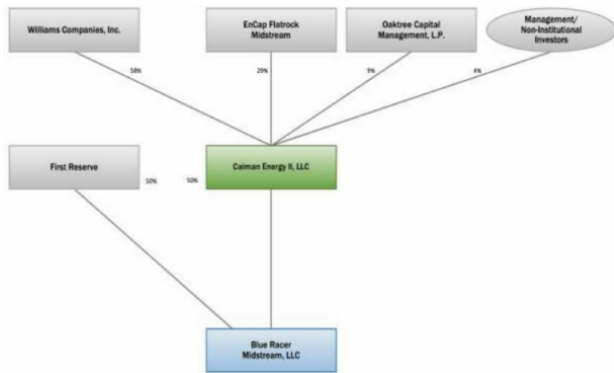 Williams Companies, Inc.
EnCap Flatrock
Midstream
Oaktree Capital
Management, L.P.
Management/
Non-Institutional
Investors
58%
29%
9%
4%
First Reserve
50%
50%
Caiman Energy II, LLC
Blue Racer
Midstream, LLC